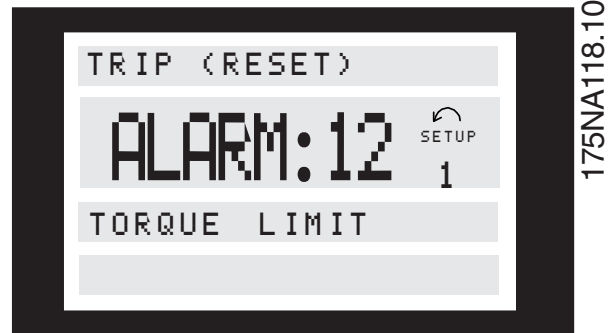 TRIP (RESET)
ALARM:12
SETUP
1
TORQUE LIMIT
175NA118.10